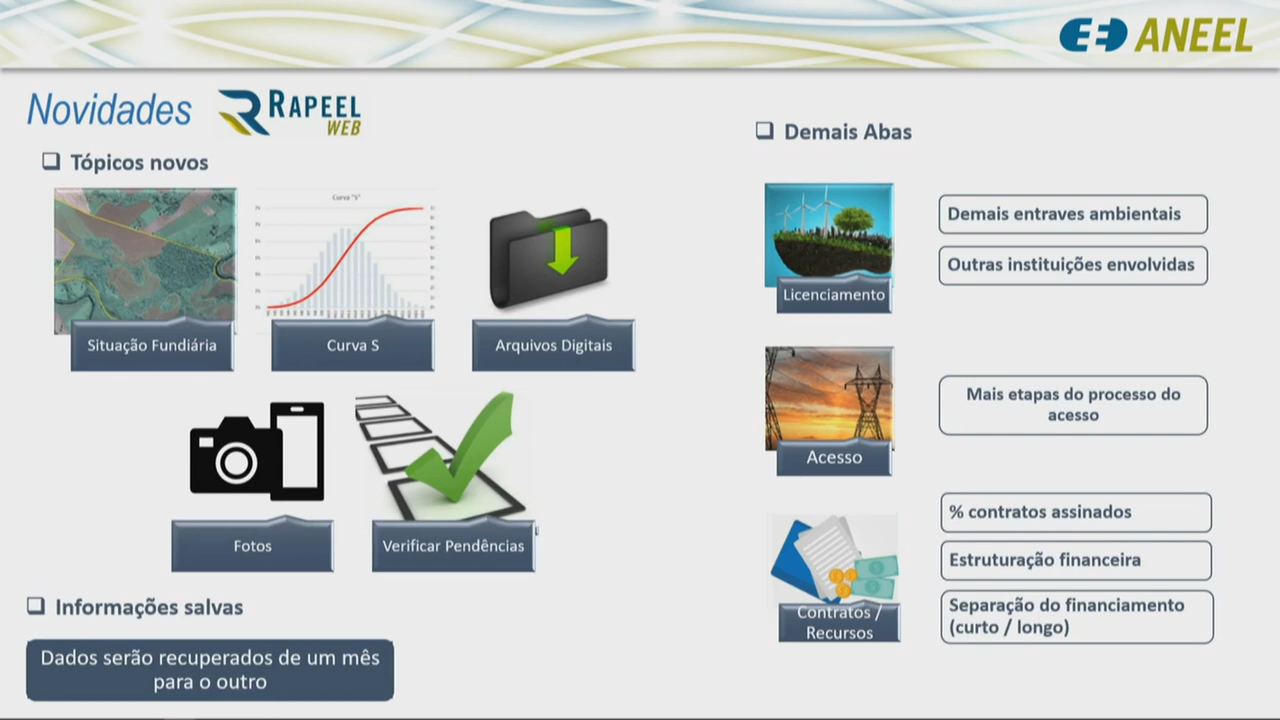 ANEEL
Novidades
RAPEEL
WEB
Tópicos novos
Curva "S"
Situação Fundiária
Curva S
Arquivos Digitais
Fotos
Verificar Pendências
Informações salvas
Dados serão recuperados de um mês
para o outro
Demais Abas
Licenciamento
Demais entraves ambientais
Outras instituições envolvidas
Acesso
Mais etapas do processo do
acesso
Contratos /
Recursos
% contratos assinados
Estruturação financeira
Separação do financiamento
(curto / longo)